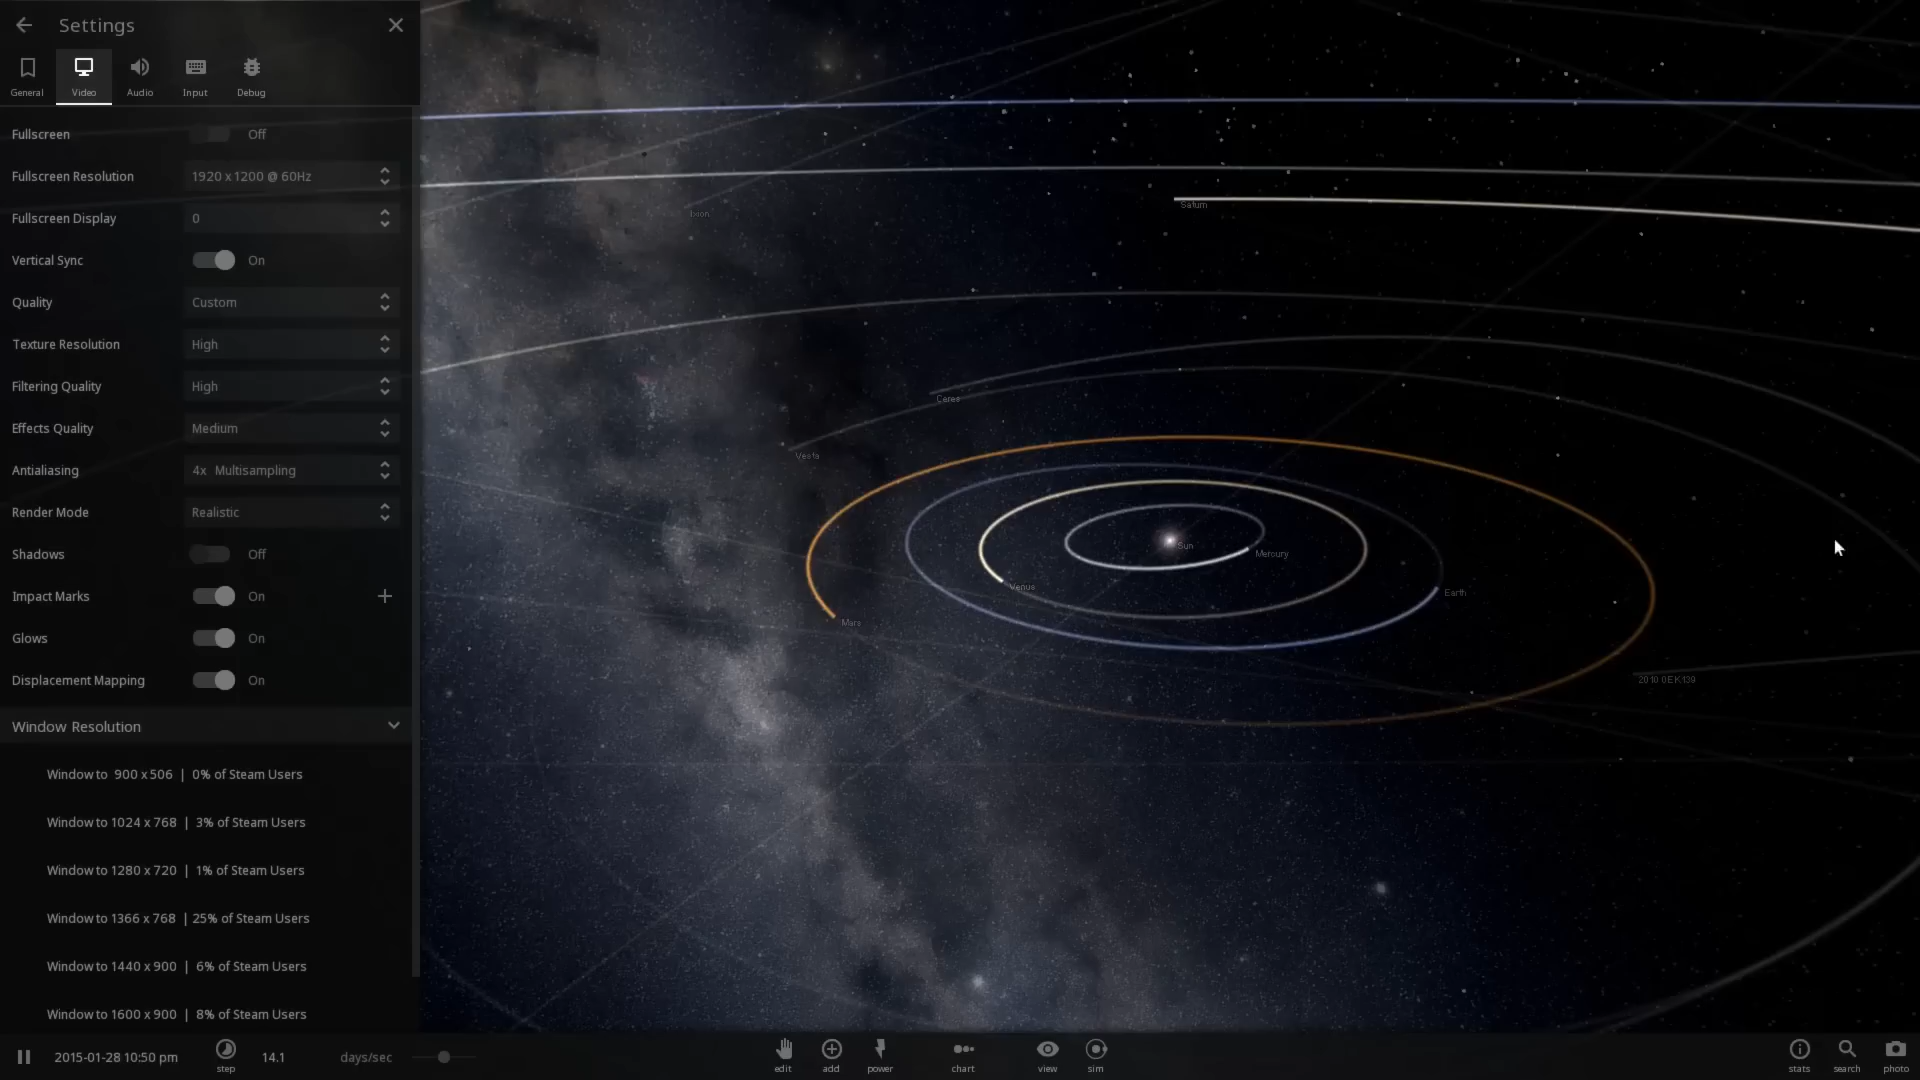 Settings
General Video Audio Input Debug
Fullscreen Off
Fullscreen Resolution 1920 x 1200 @ 60Hz
Fullscreen Display 0
Vertical Sync On
Quality Custom
Texture Resolution High
Filtering Quality High
Effects Quality Medium
Antialiasing 4x Multisampling
Render Mode Realistic
Shadows Off
Impact Marks On
Glows On
Displacement Mapping On
Window Resolution
Window to 900 x 506 | 0% of Steam Users
Window to 1024 x 768 | 3% of Steam Users
Window to 1280 x 720 | 1% of Steam Users
Window to 1366 x 768 | 25% of Steam Users
Window to 1440 x 900 | 6% of Steam Users
Window to 1600 x 900 | 8% of Steam Users
Ixion
Saturn
Ceres
Vesta
Sun
Mercury
Venus
Earth
Mars
2015-01-28 10:50 pm
step
14.1 days/sec
edit add power chart view sim
stats search photo